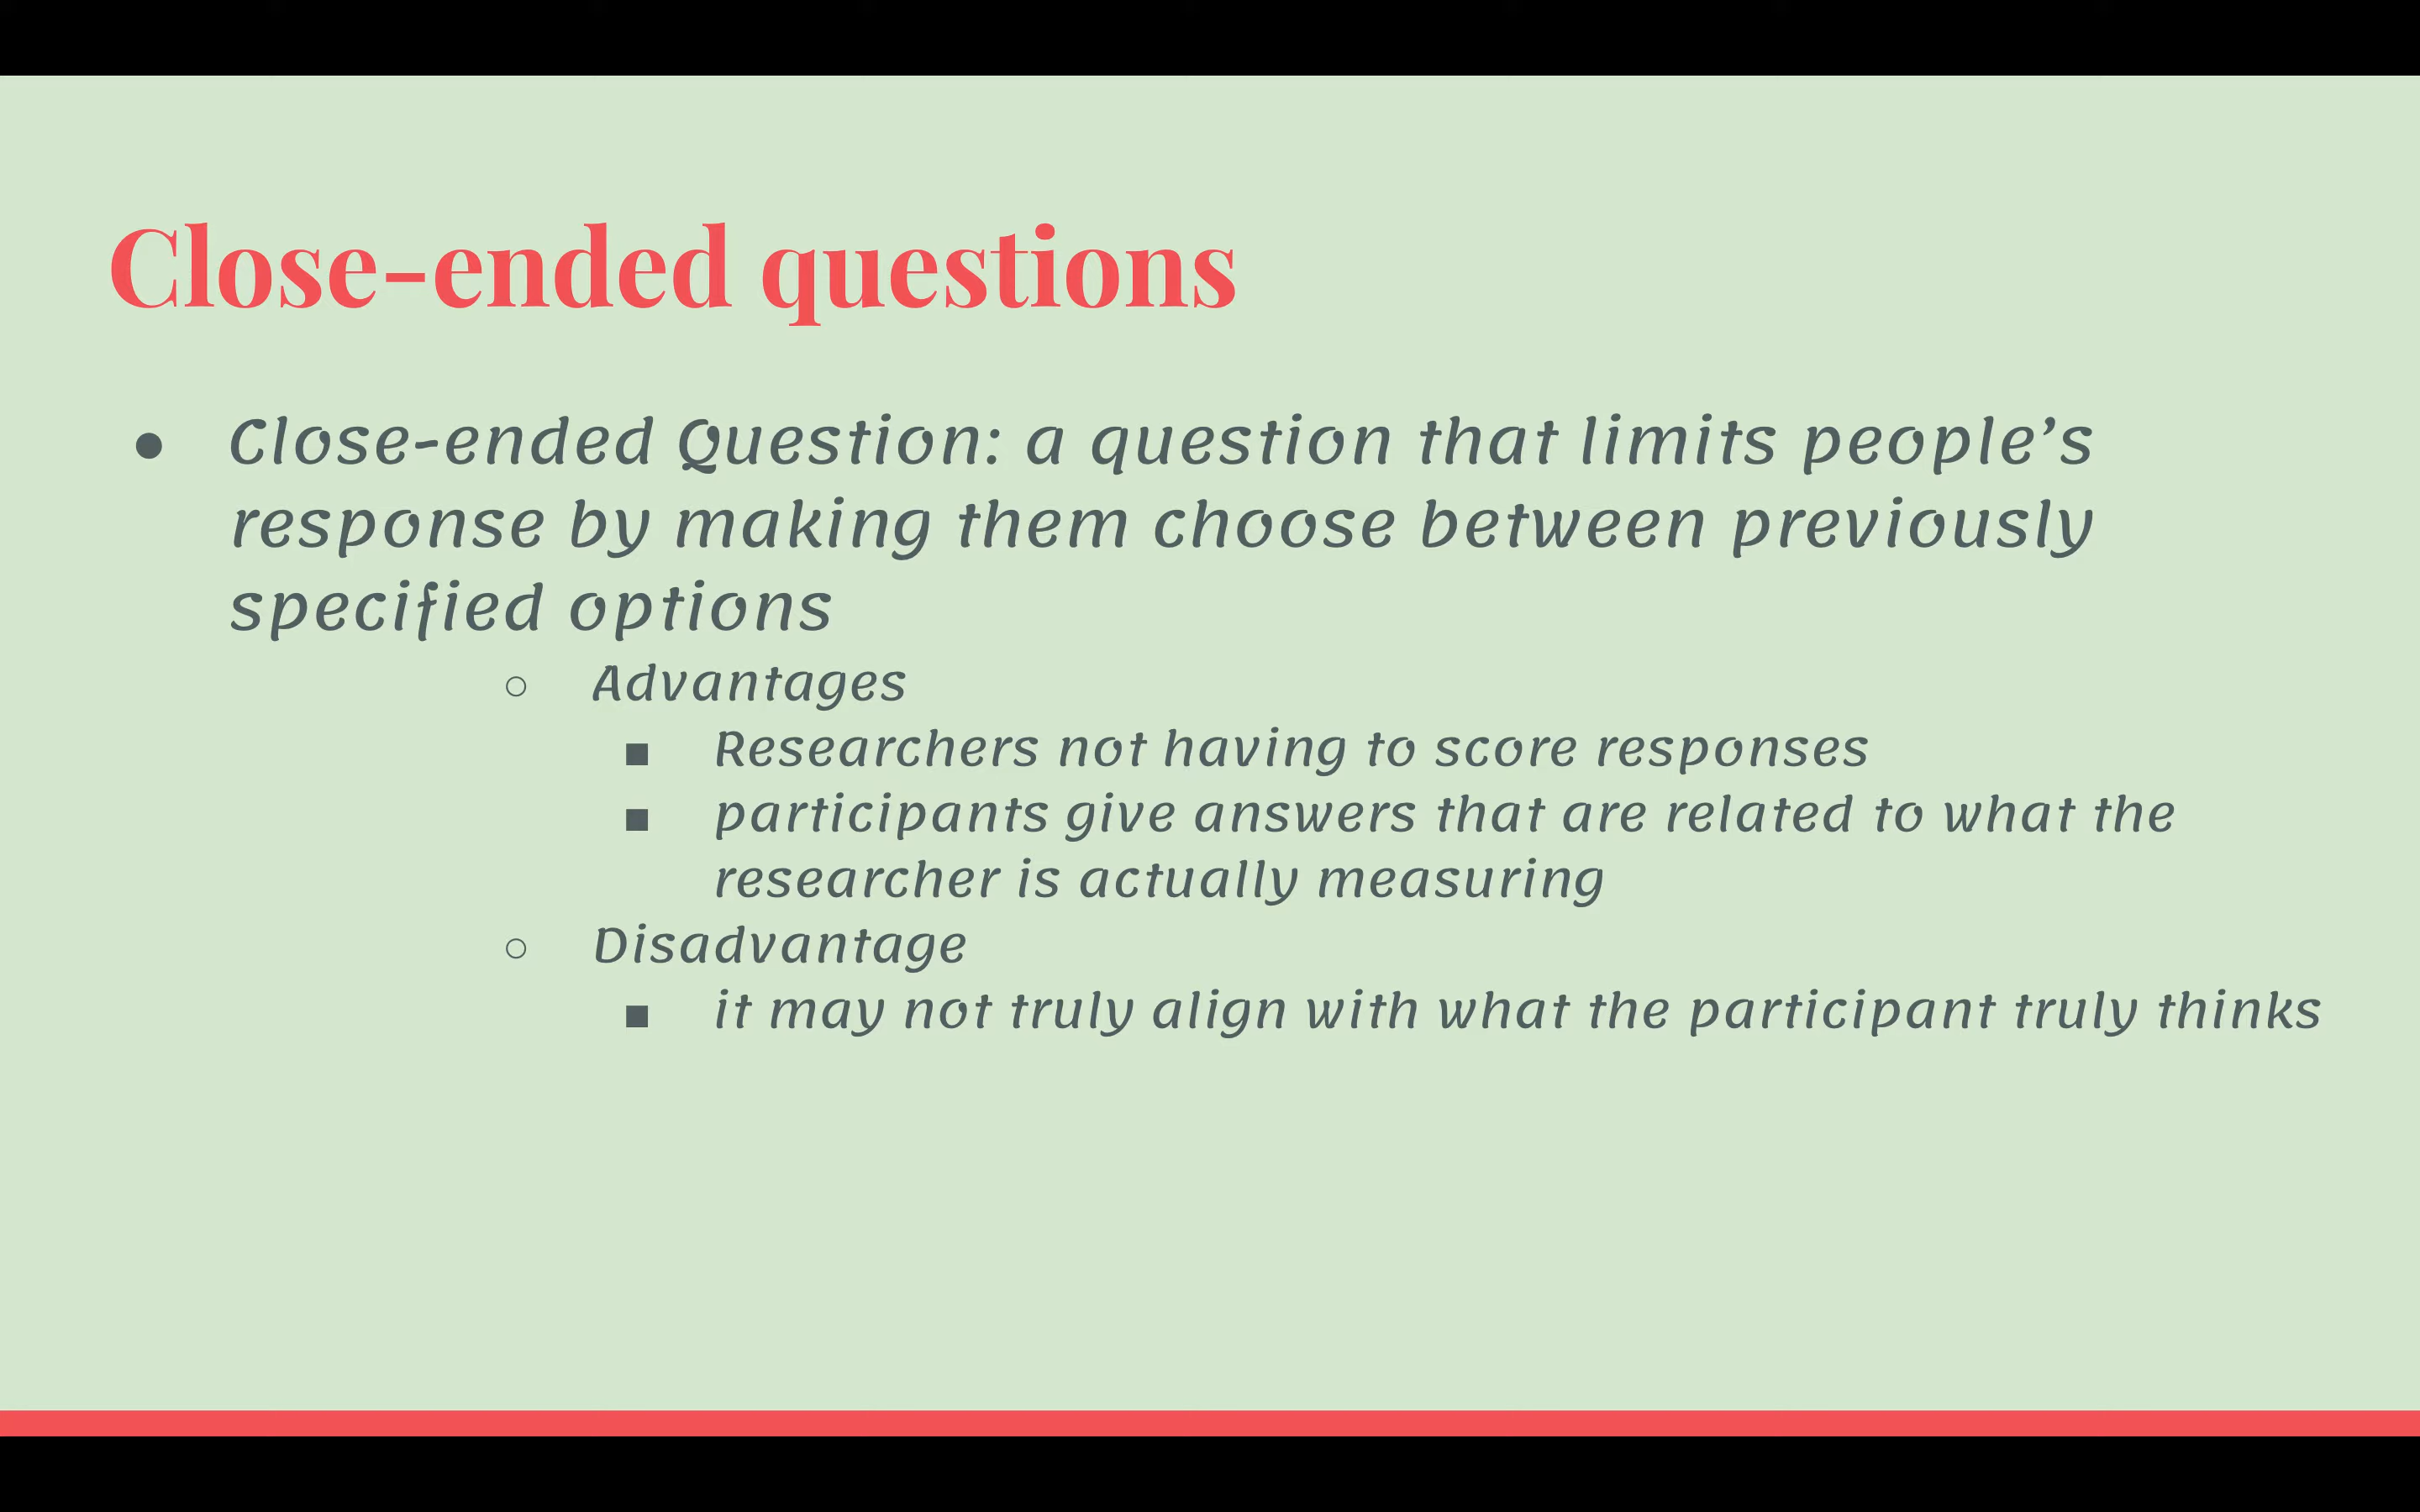 Close-ended questions
● Close-ended Question: a question that limits people’s
response by making them choose between previously
specified options
○ Advantages
■ Researchers not having to score responses
■ participants give answers that are related to what the
researcher is actually measuring
○ Disadvantage
■ it may not truly align with what the participant truly thinks